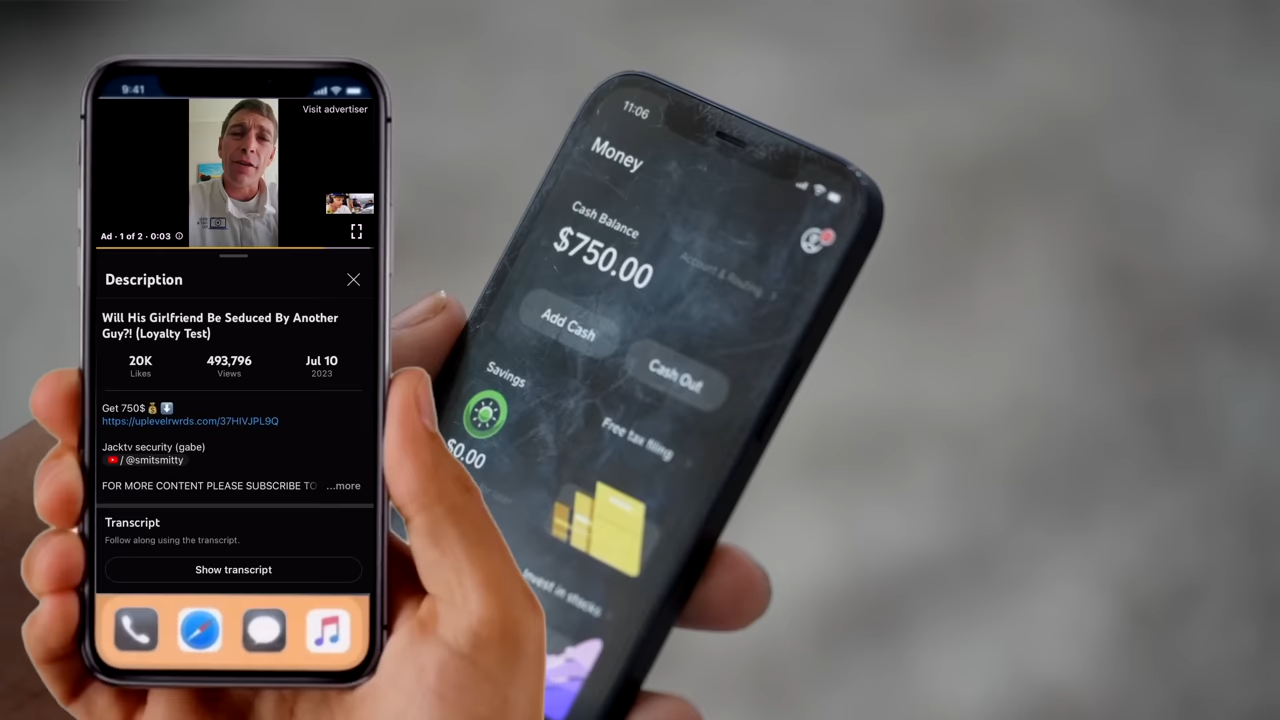 9:41
Visit advertiser
Ad · 1 of 2 · 0:03
Description
Will His Girlfriend Be Seduced By Another
Guy?! (Loyalty Test)
20K
493,796
Jul 10
Likes
Views
2023
Get 750$💰⬇️
https://uplevelrwrds.com/37HIVJPL9Q
Jacktv security (gabe)
/ @smitsmitty
FOR MORE CONTENT PLEASE SUBSCRIBE TO
...more
Transcript
Follow along using the transcript.
Show transcript
11:06
Money
Cash Balance
$750.00
Account & Routing
Add Cash
Cash Out
Savings
$0.00
Free tax filing
Invest in stocks